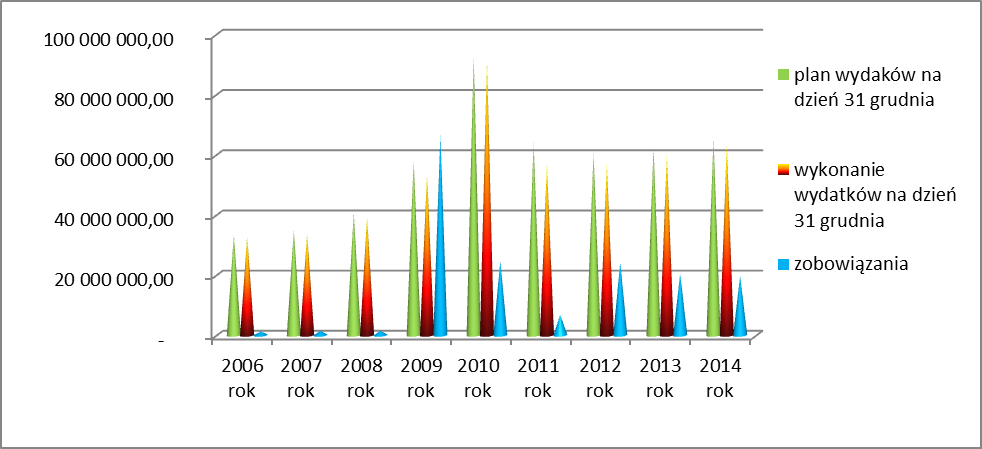 100 000 000,00
80 000 000,00
60 000 000,00
40 000 000,00
20 000 000,00
-
2006 rok
2007 rok
2008 rok
2009 rok
2010 rok
2011 rok
2012 rok
2013 rok
2014 rok
plan wydaków na
dzień 31 grudnia
wykonanie
wydatków na dzień
31 grudnia
zobowiązania